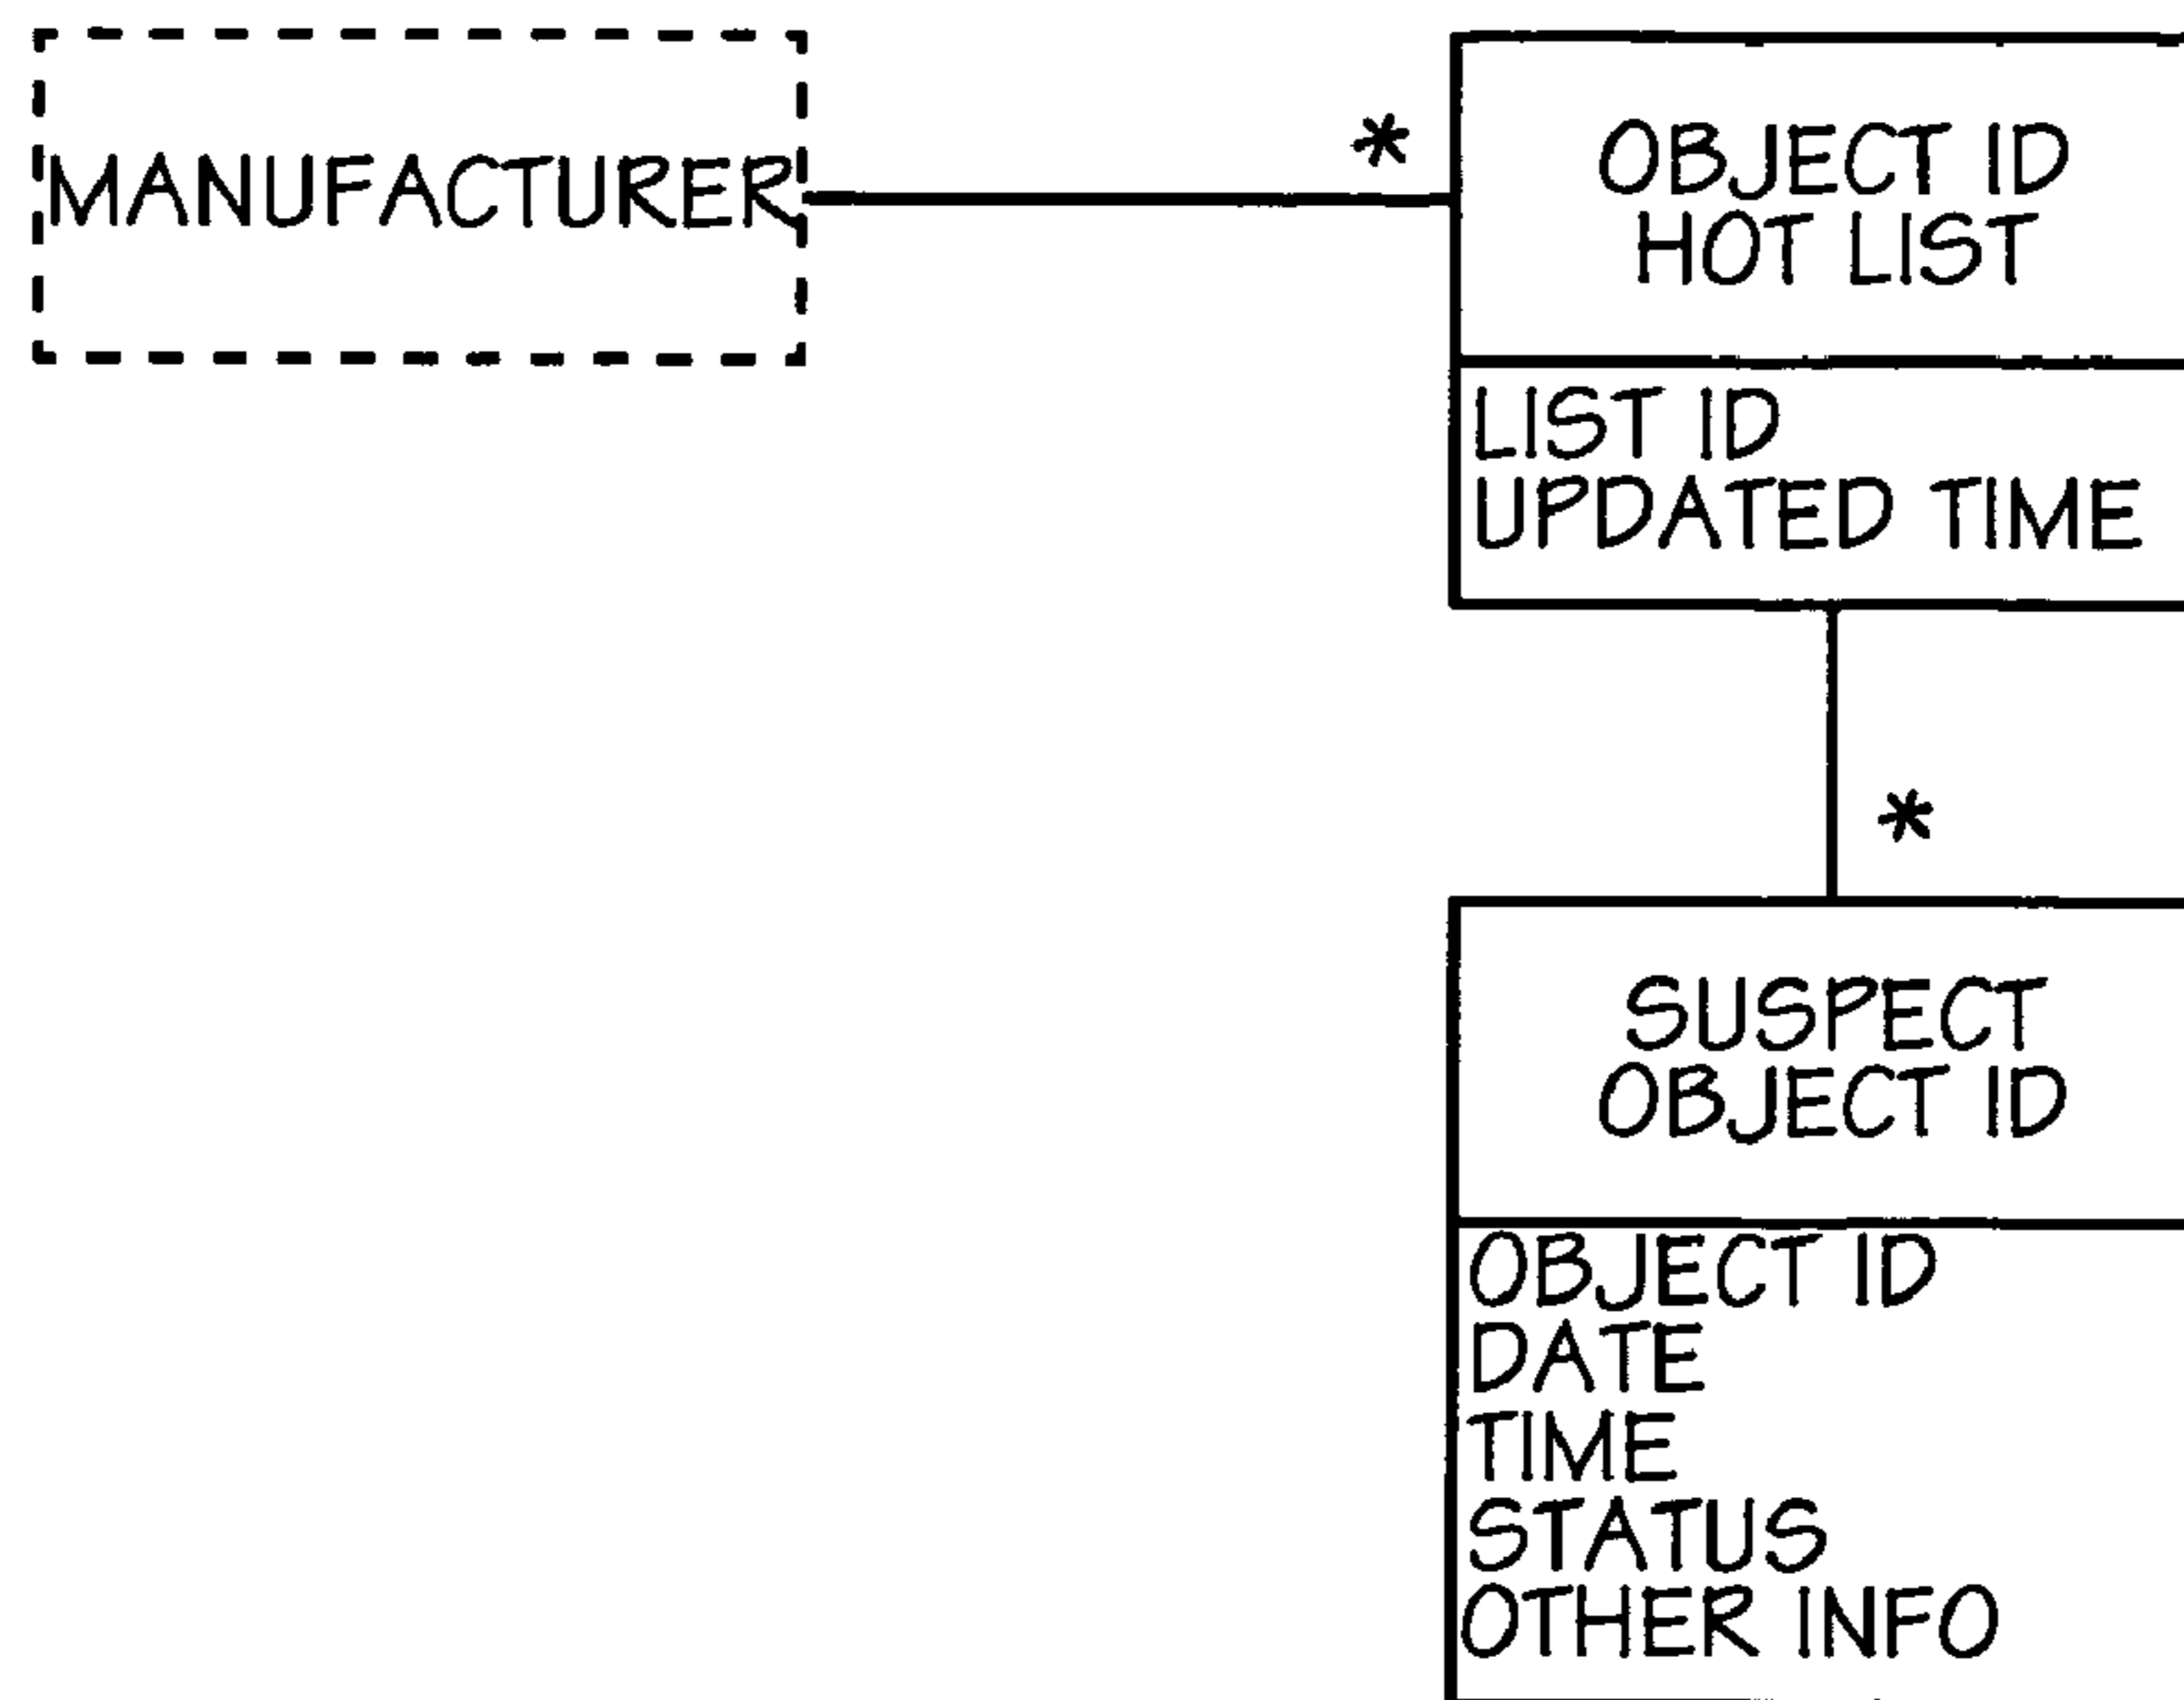 MANUFACTURER
*
OBJECT ID
HOT LIST
LIST ID
UPDATED TIME
*
SUSPECT
OBJECT ID
OBJECT ID
DATE
TIME
STATUS
OTHER INFO